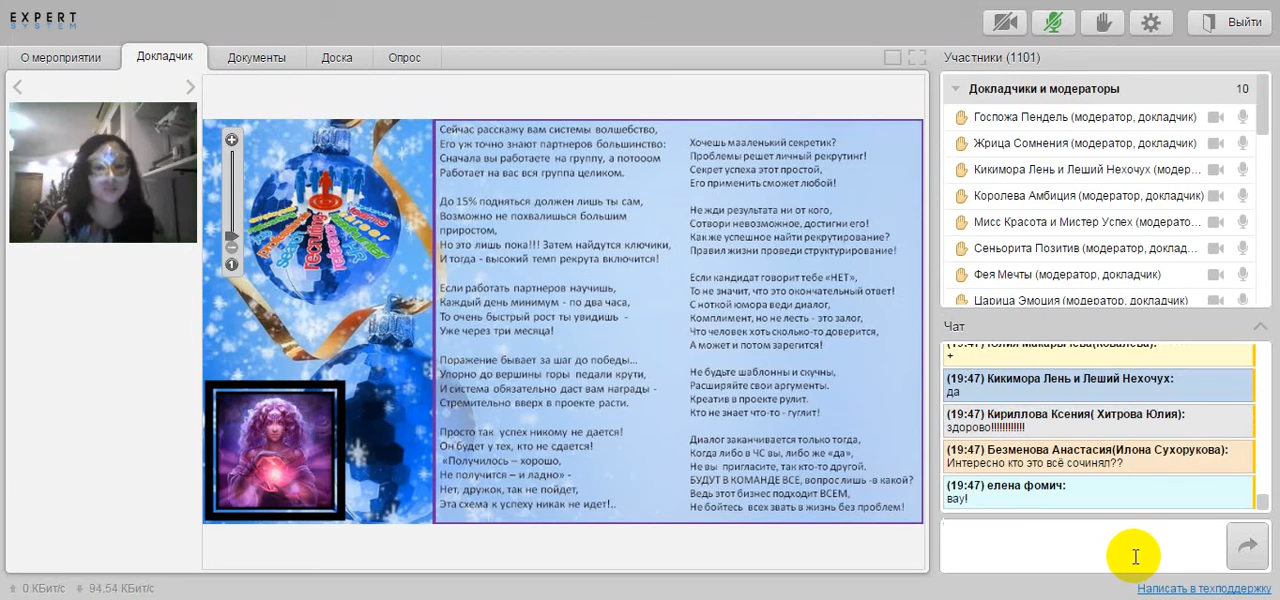 EXPERT
SYSTEM
Выйти
О мероприятии
Докладчик
Документы
Доска
Опрос
Участники (1101)
Докладчики и модераторы
10
Госпожа Пендель (модератор, докладчик)
Жрица Сомнения (модератор, докладчик)
Кикимора Лень и Леший Нехочух (модер...
Королева Амбиция (модератор, докладчик)
Мисс Красота и Мистер Успех (модерато...
Сеньорита Позитив (модератор, доклад...
Фея Мечты (модератор, докладчик)
Царица Эмоция (модератор, докладчик)
Сейчас расскажу вам системы волшебство,
Его уж точно знают партнеров большинство:
Сначала вы работаете на группу, а потооом
Работает на вас вся группа целиком.
До 15% подняться должен лишь ты сам,
Возможно не похвалишься большим
приростом,
Но это лишь пока!!! Затем найдутся ключики,
И тогда - высокий темп рекрута включится!
Если работать партнеров научишь,
Каждый день минимум - по два часа,
То очень быстрый рост ты увидишь -
Уже через три месяца!
Поражение бывает за шаг до победы...
Упорно до вершины горы педали крути,
И система обязательно даст вам награды -
Стремительно вверх в проекте расти.
Просто так успех никому не дается!
Он будет у тех, кто не сдается!
«Получилось – хорошо,
Не получится – и ладно» -
Нет, дружок, так не пойдет,
Эта схема к успеху никак не идет!..
Хочешь мааленький секретик?
Проблемы решет личный рекрутинг!
Секрет успеха этот простой,
Его применить сможет любой!
Не жди результата ни от кого,
Сотвори невозможное, достигни его!
Как же успешное найти рекрутирование?
Правил жизни проведи структурирование!
Если кандидат говорит тебе «НЕТ»,
То не значит, что это окончательный ответ!
С ноткой юмора веди диалог,
Комплимент, но не лесть - это залог,
Что человек хоть сколько-то доверится,
А может и потом зарегится!
Не будьте шаблонны и скучны,
Расширяйте свои аргументы.
Креатив в проекте рулит.
Кто не знает что-то - гуглит!
Диалог заканчивается только тогда,
Когда либо в ЧС вы, либо же «да»,
Не вы пригласите, так кто-то другой.
БУДУТ В КОМАНДЕ ВСЕ, вопрос лишь -в какой?
Ведь этот бизнес подходит ВСЕМ,
Не бойтесь всех звать в жизнь без проблем!
Чат
+
(19:47) Кикимора Лень и Леший Нехочух:
да
(19:47) Кириллова Ксения( Хитрова Юлия):
здорово!!!!!!!!!!!!!
(19:47) Безменова Анастасия(Илона Сухорукова):
Интересно кто это всё сочинял??
(19:47) елена фомич:
вау!
0 КБит/с
94.54 КБит/с
Написать в техподдержку